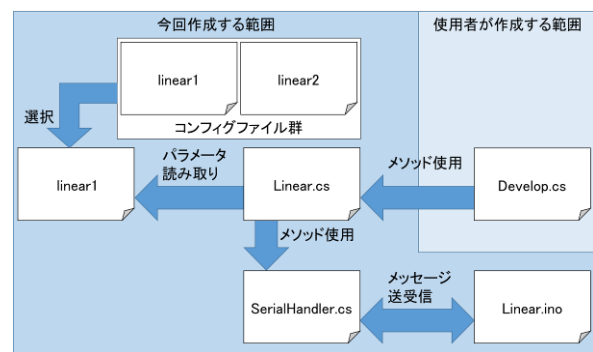 今回作成する範囲
使用者が作成する範囲
linear1
linear2
コンフィグファイル群
選択
linear1
パラメータ
読み取り
Linear.cs
メソッド使用
Develop.cs
メソッド使用
SerialHandler.cs
メッセージ
送受信
Linear.ino